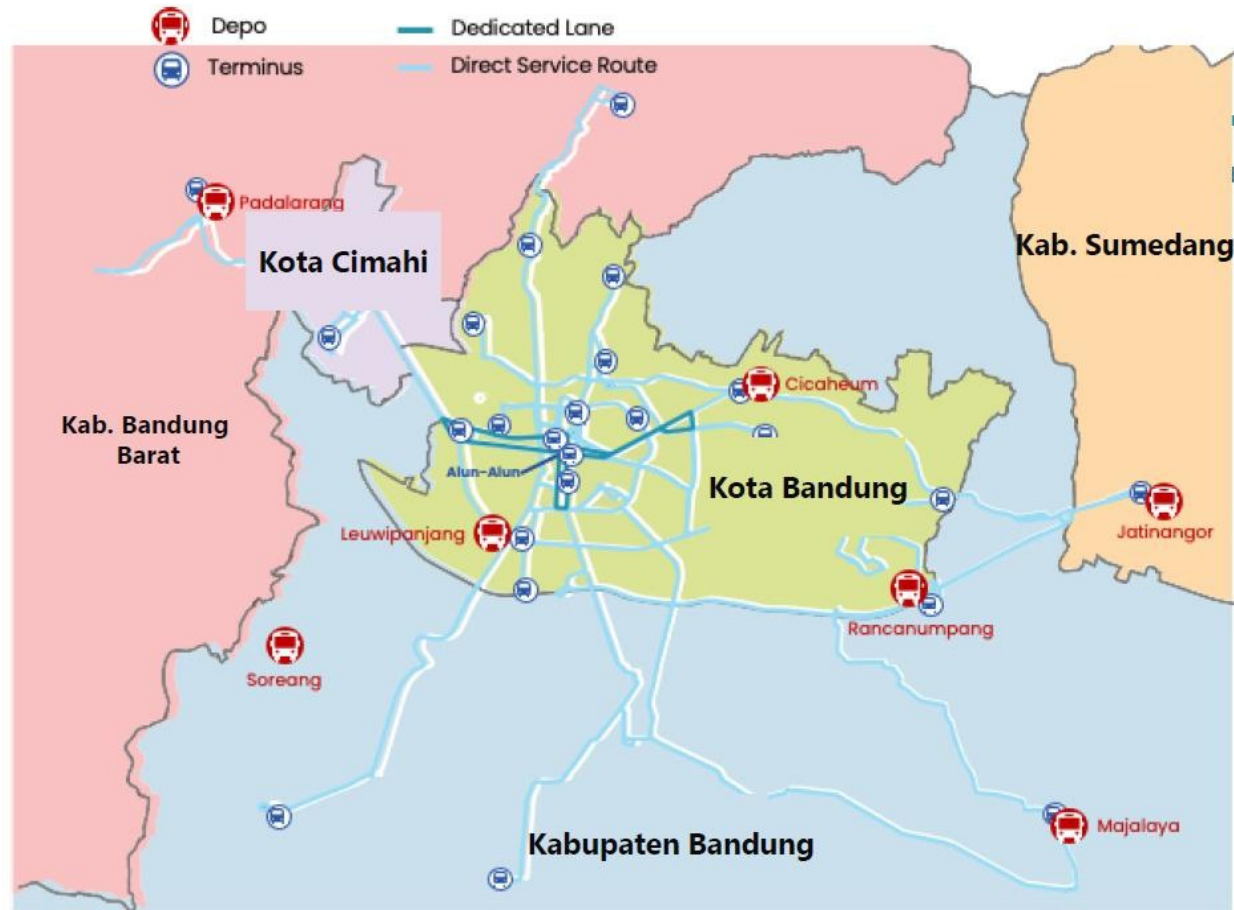 Depo
Dedicated Lane
Terminus
Direct Service Route
Padalarang
Kota Cimahi
Kab. Sumedang
Cicaheum
Kab. Bandung
Barat
Alun-Alun
Kota Bandung
Leuwipanjang
Jatinangor
Rancanumpang
Soreang
Majalaya
Kabupaten Bandung